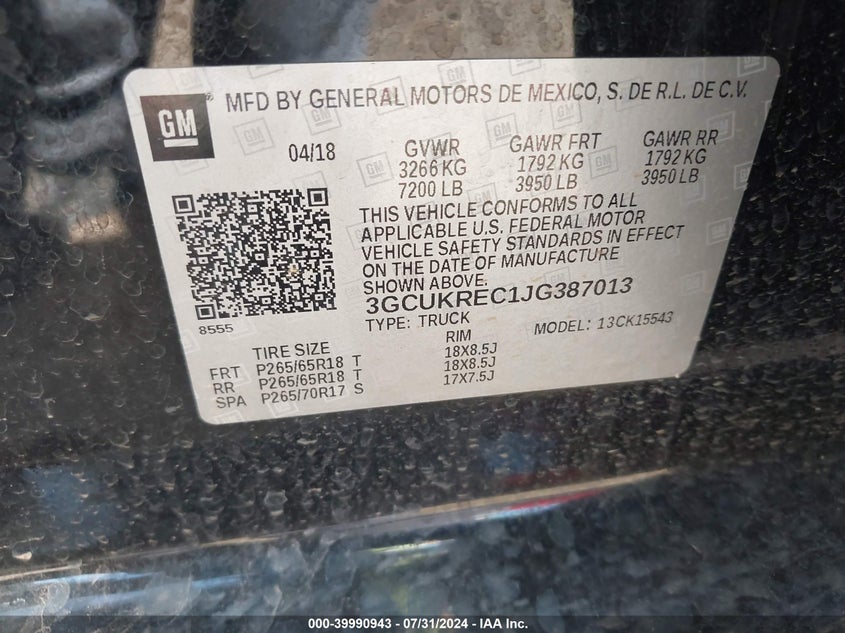 GM ® MFD BY GENERAL MOTORS DE MEXICO, S. DE R.L. DE C.V.
04/18 GVWR GAWR FRT GAWR RR
3266 KG 1792 KG 1792 KG
7200 LB 3950 LB 3950 LB
THIS VEHICLE CONFORMS TO ALL
APPLICABLE U.S. FEDERAL MOTOR
VEHICLE SAFETY STANDARDS IN EFFECT
ON THE DATE OF MANUFACTURE
SHOWN ABOVE.
3GCUKREC1JG387013
8555 TYPE: TRUCK MODEL: 13CK15543
TIRE SIZE RIM
FRT P265/65R18 T 18X8.5J
RR P265/65R18 T 18X8.5J
SPA P265/70R17 S 17X7.5J
000-39990943 / 07/31/2024 - IAA Inc.